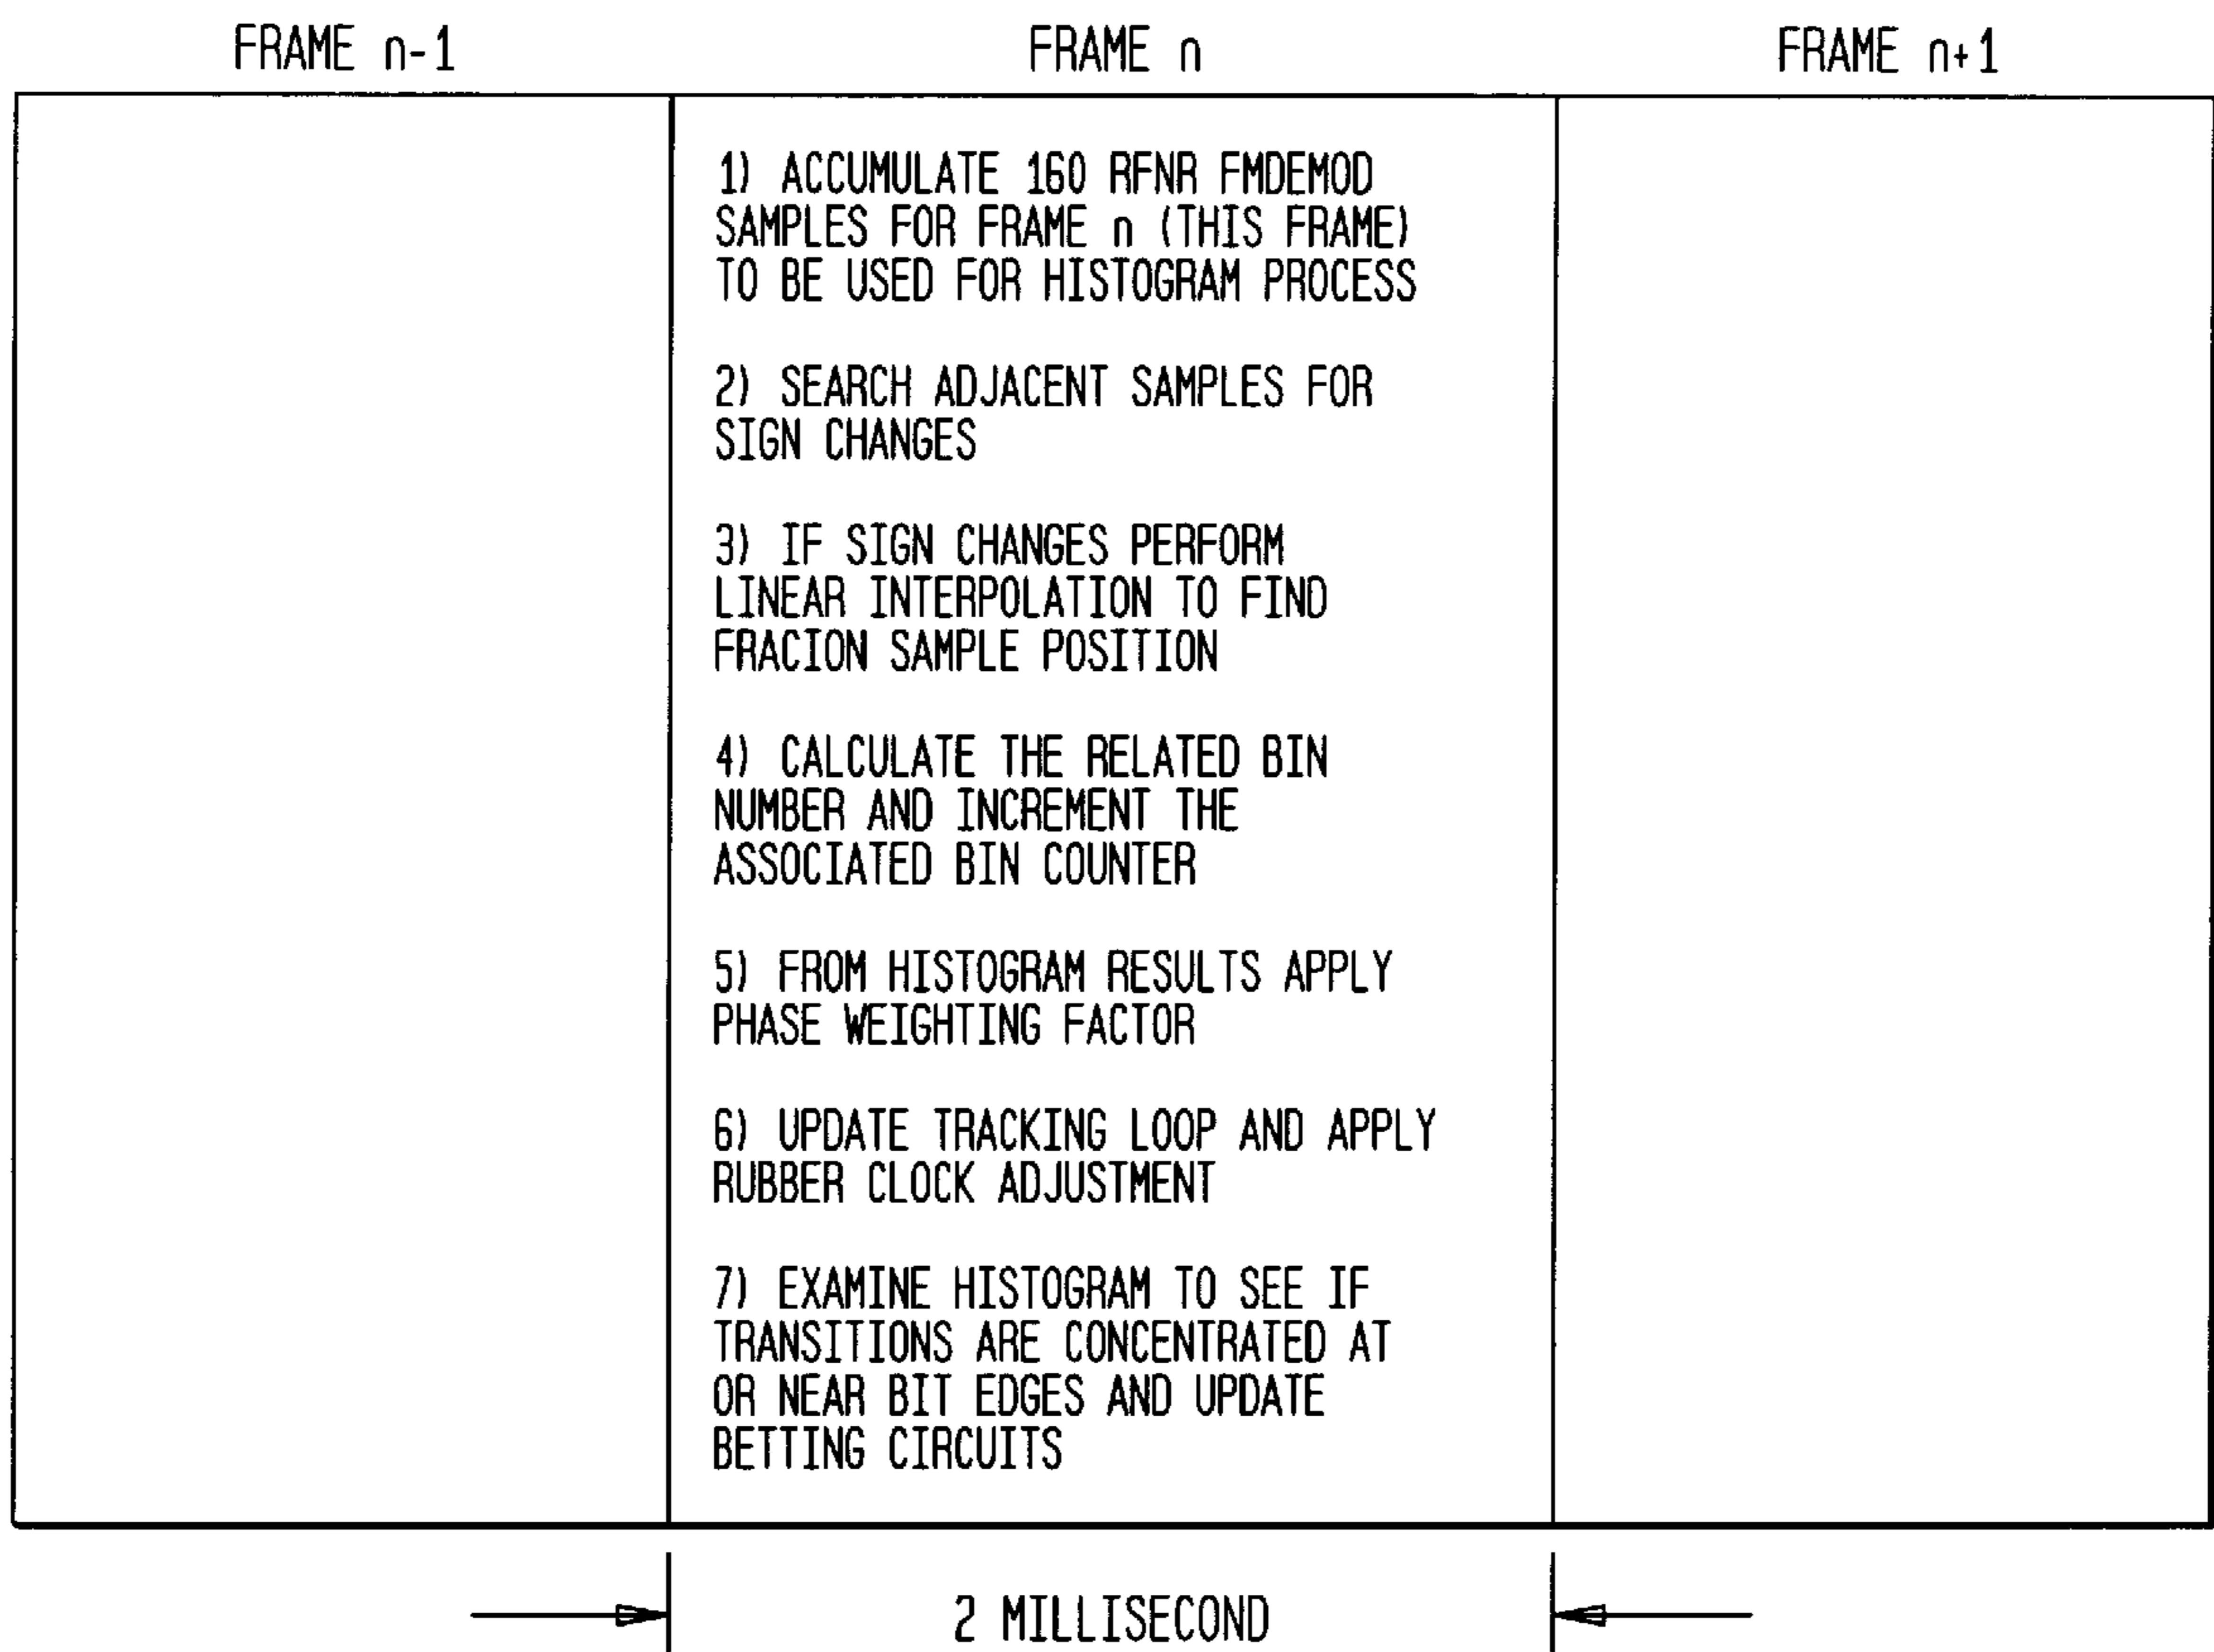 FRAME n-1
FRAME n
FRAME n+1
1) ACCUMULATE 160 RFNR FMDEMOD
SAMPLES FOR FRAME n (THIS FRAME)
TO BE USED FOR HISTOGRAM PROCESS
2) SEARCH ADJACENT SAMPLES FOR
SIGN CHANGES
3) IF SIGN CHANGES PERFORM
LINEAR INTERPOLATION TO FIND
FRACION SAMPLE POSITION
4) CALCULATE THE RELATED BIN
NUMBER AND INCREMENT THE
ASSOCIATED BIN COUNTER
5) FROM HISTOGRAM RESULTS APPLY
PHASE WEIGHTING FACTOR
6) UPDATE TRACKING LOOP AND APPLY
RUBBER CLOCK ADJUSTMENT
7) EXAMINE HISTOGRAM TO SEE IF
TRANSITIONS ARE CONCENTRATED AT
OR NEAR BIT EDGES AND UPDATE
BETTING CIRCUITS
2 MILLISECOND